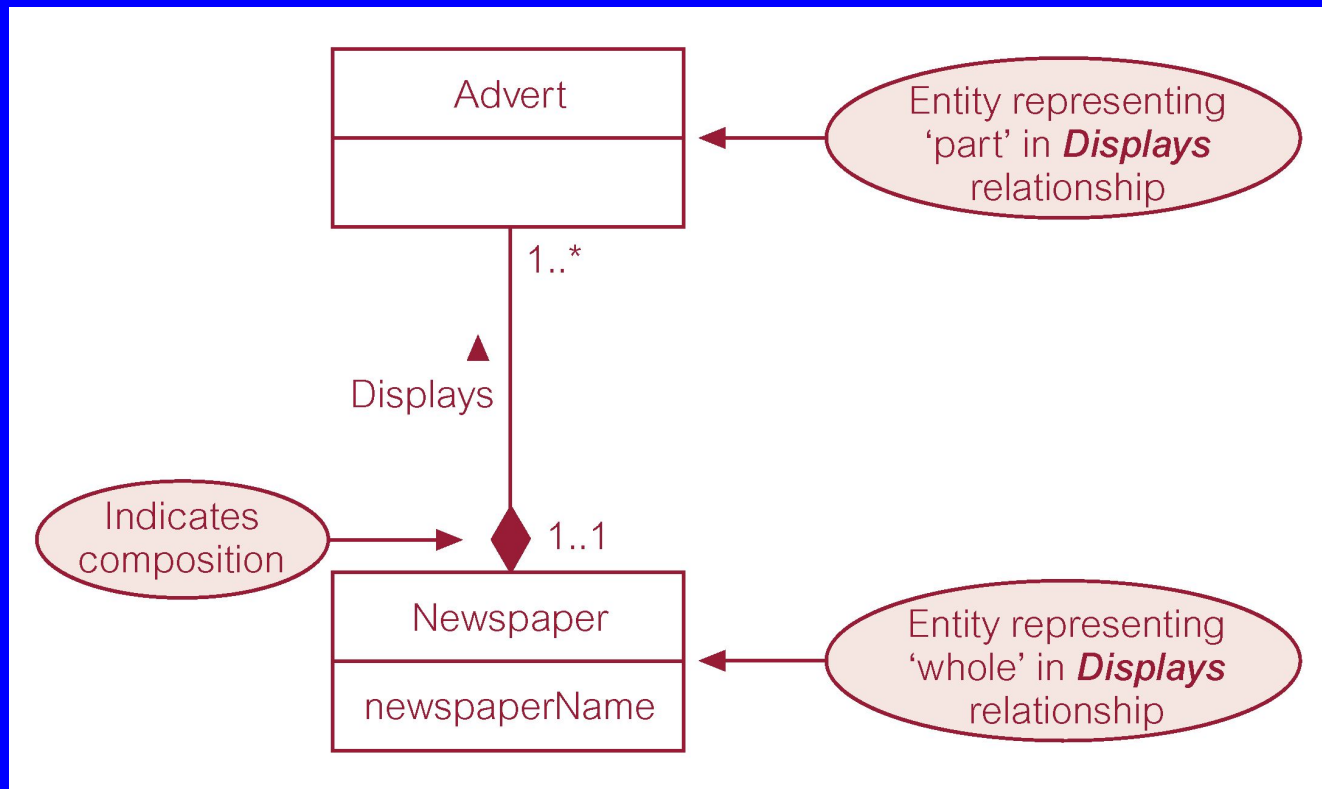 Advert
Entity representing
‘part’ in Displays
relationship
1..*
Displays
Indicates
composition
1..1
Newspaper
newspaperName
Entity representing
‘whole’ in Displays
relationship